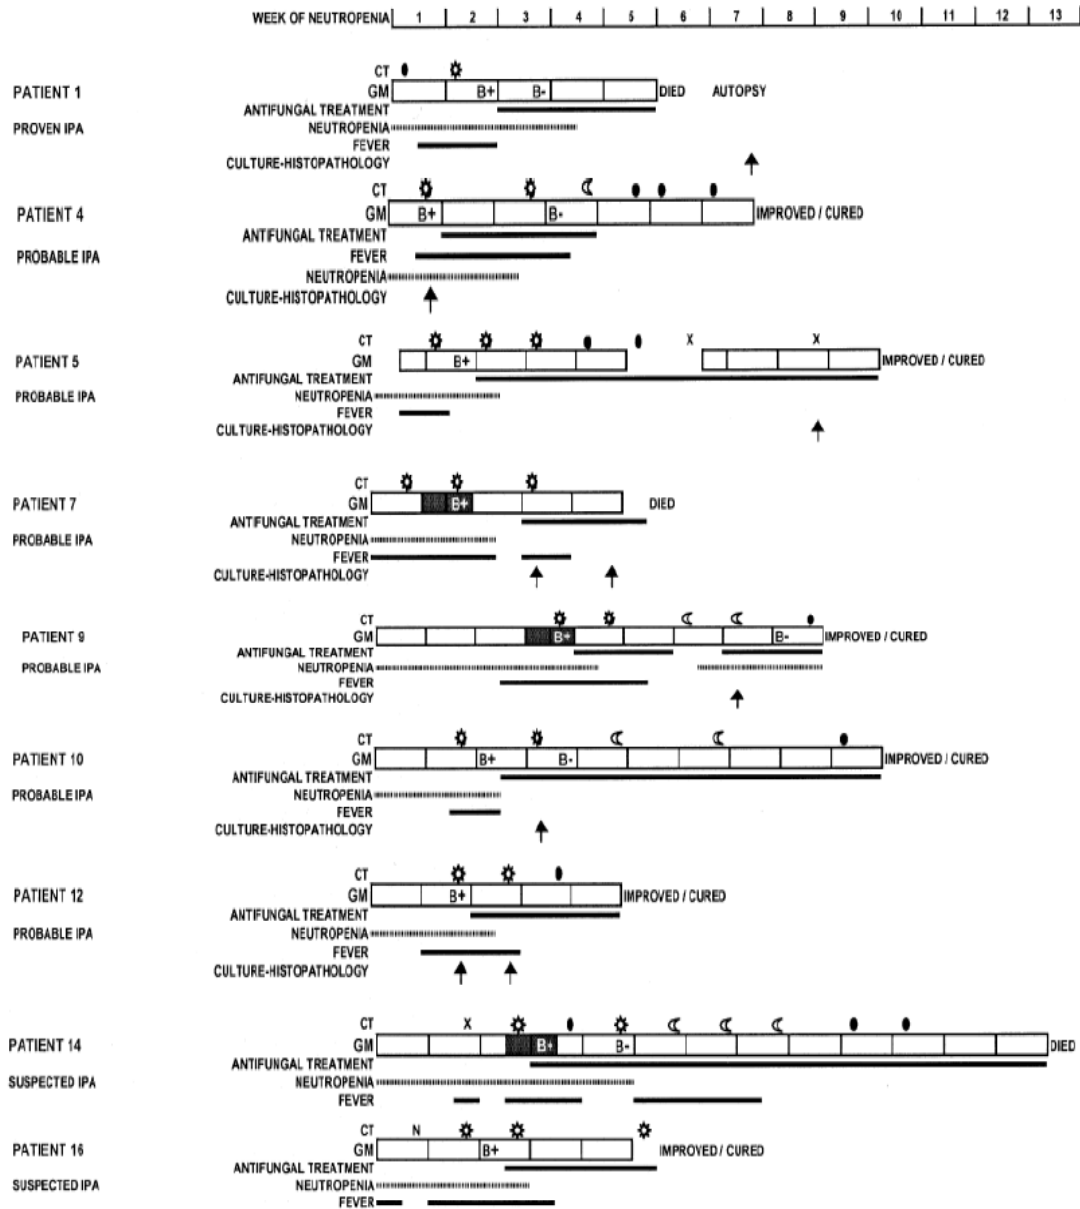 WEEK OF NEUTROPENIA 1 2 3 4 5 6 7 8 9 10 11 12 13
CT
PATIENT 1 GM B+ B- DIED AUTOPSY
ANTIFUNGAL TREATMENT
PROVEN IPA NEUTROPENIA
FEVER
CULTURE-HISTOPATHOLOGY
CT
PATIENT 4 GM B+ B- IMPROVED / CURED
ANTIFUNGAL TREATMENT
PROBABLE IPA FEVER
NEUTROPENIA
CULTURE-HISTOPATHOLOGY
CT X X
PATIENT 5 GM B+ IMPROVED / CURED
ANTIFUNGAL TREATMENT
PROBABLE IPA NEUTROPENIA
FEVER
CULTURE-HISTOPATHOLOGY
CT
PATIENT 7 GM B+ DIED
ANTIFUNGAL TREATMENT
PROBABLE IPA NEUTROPENIA
FEVER
CULTURE-HISTOPATHOLOGY
CT
PATIENT 9 GM B+ B- IMPROVED / CURED
ANTIFUNGAL TREATMENT
PROBABLE IPA NEUTROPENIA
FEVER
CULTURE-HISTOPATHOLOGY
CT
PATIENT 10 GM B+ B- IMPROVED / CURED
ANTIFUNGAL TREATMENT
PROBABLE IPA NEUTROPENIA
FEVER
CULTURE-HISTOPATHOLOGY
CT
PATIENT 12 GM B+ IMPROVED / CURED
ANTIFUNGAL TREATMENT
PROBABLE IPA NEUTROPENIA
FEVER
CULTURE-HISTOPATHOLOGY
CT X
PATIENT 14 GM B+ B- DIED
ANTIFUNGAL TREATMENT
SUSPECTED IPA NEUTROPENIA
FEVER
CT N
PATIENT 16 GM B+ IMPROVED / CURED
ANTIFUNGAL TREATMENT
SUSPECTED IPA NEUTROPENIA
FEVER